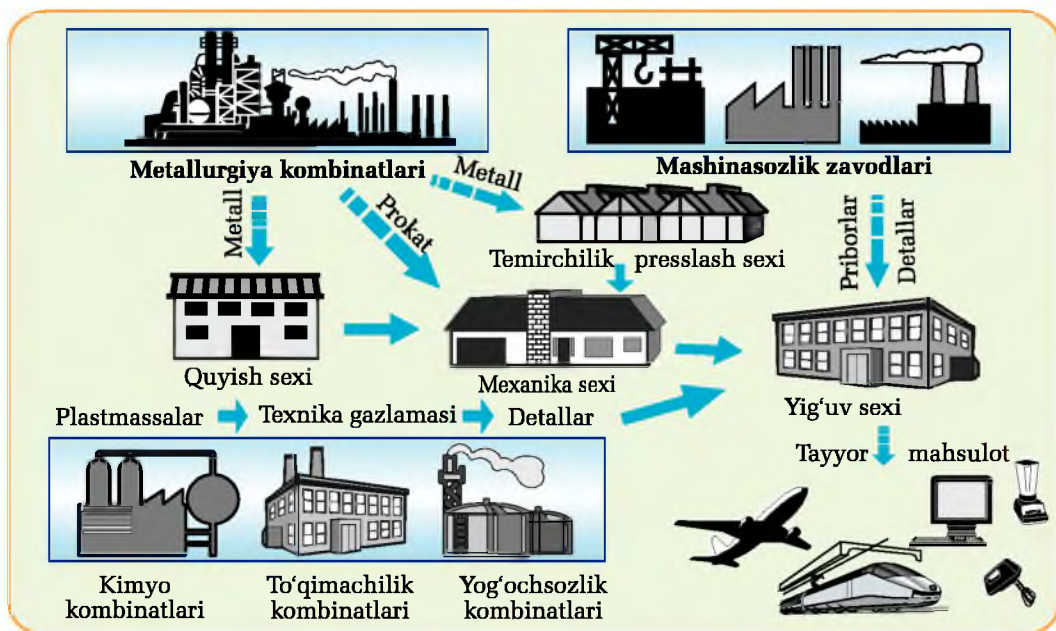 Metallurgiya kombinatlari
Mashinasozlik zavodlari
Metall
Prokat
Metall
Temirchilik presslash sexi
Priborlar
Detallar
Quyish sexi
Mexanika sexi
Yig‘uv sexi
Plastmassalar
Texnika gazlamasi
Detallar
Tayyor mahsulot
Kimyo
kombinatlari
To‘qimachilik
kombinatlari
Yog‘ochsozlik
kombinatlari